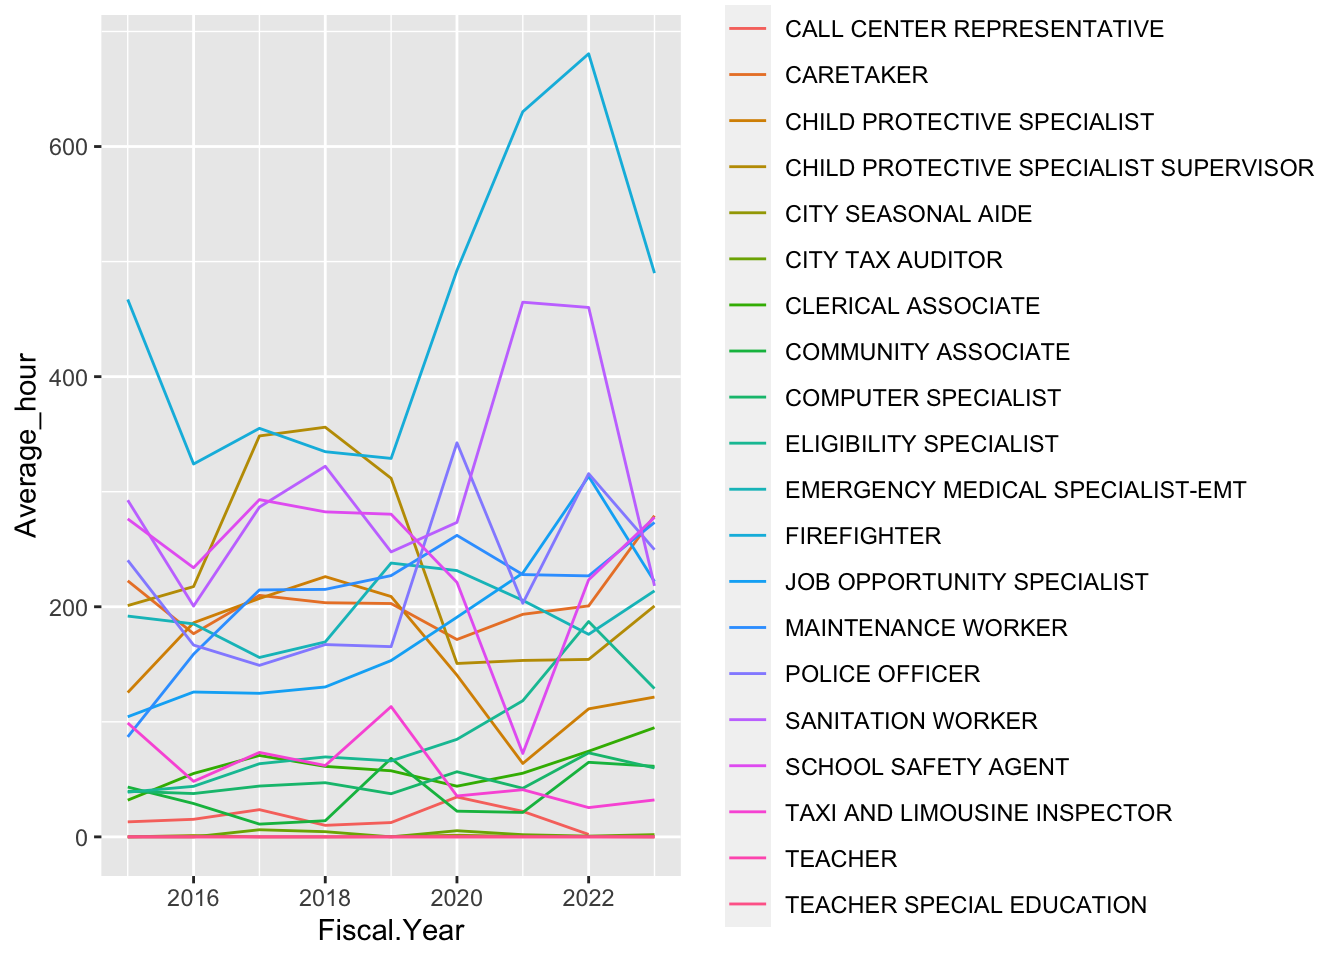 600
400
200
0
Average_hour
2016 2018 2020 2022
Fiscal.Year
CALL CENTER REPRESENTATIVE
CARETAKER
CHILD PROTECTIVE SPECIALIST
CHILD PROTECTIVE SPECIALIST SUPERVISOR
CITY SEASONAL AIDE
CITY TAX AUDITOR
CLERICAL ASSOCIATE
COMMUNITY ASSOCIATE
COMPUTER SPECIALIST
ELIGIBILITY SPECIALIST
EMERGENCY MEDICAL SPECIALIST-EMT
FIREFIGHTER
JOB OPPORTUNITY SPECIALIST
MAINTENANCE WORKER
POLICE OFFICER
SANITATION WORKER
SCHOOL SAFETY AGENT
TAXI AND LIMOUSINE INSPECTOR
TEACHER
TEACHER SPECIAL EDUCATION